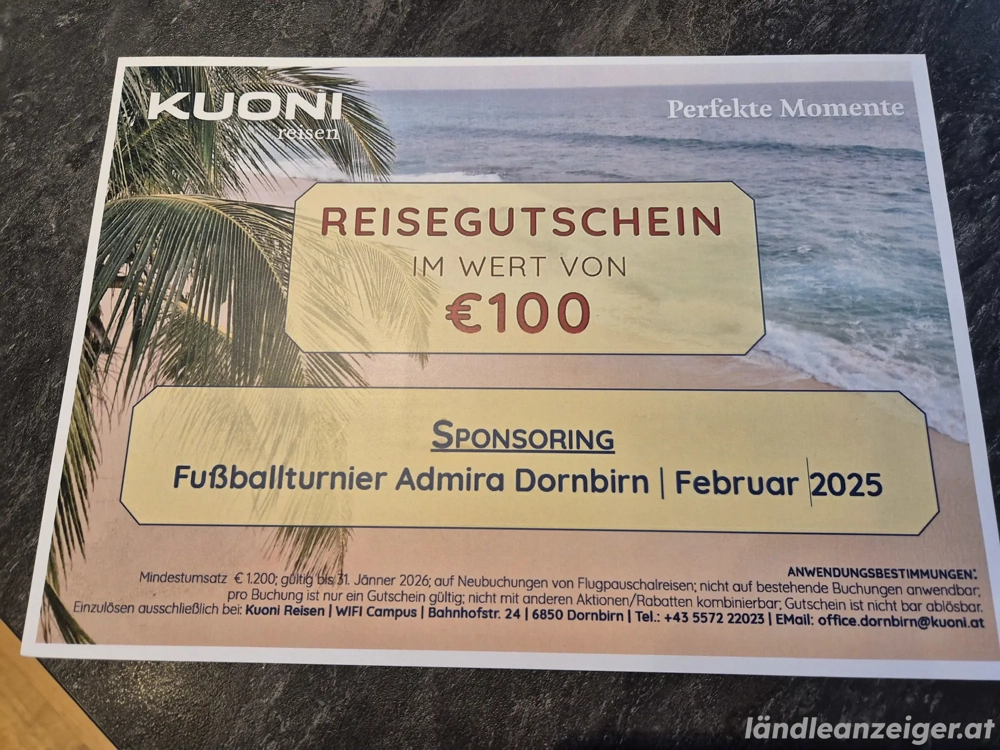 KUONI
reisen
Perfekte Momente
REISEGUTSCHEIN
IM WERT VON
€100
SPONSORING
Fußballturnier Admira Dornbirn | Februar 2025
ANWENDUNGSBESTIMMUNGEN:
Mindestumsatz € 1.200; gültig bis 31. Jänner 2026; auf Neubuchungen von Flugpauschalreisen; nicht auf bestehende Buchungen anwendbar;
pro Buchung ist nur ein Gutschein gültig; nicht mit anderen Aktionen/Rabatten kombinierbar; Gutschein ist nicht bar ablösbar.
Einzulösen ausschließlich bei: Kuoni Reisen | WIFI Campus | Bahnhofstr. 24 | 6850 Dornbirn | Tel.: +43 5572 22023 | EMail: office.dornbirn@kuoni.at
ländleanzeiger.at